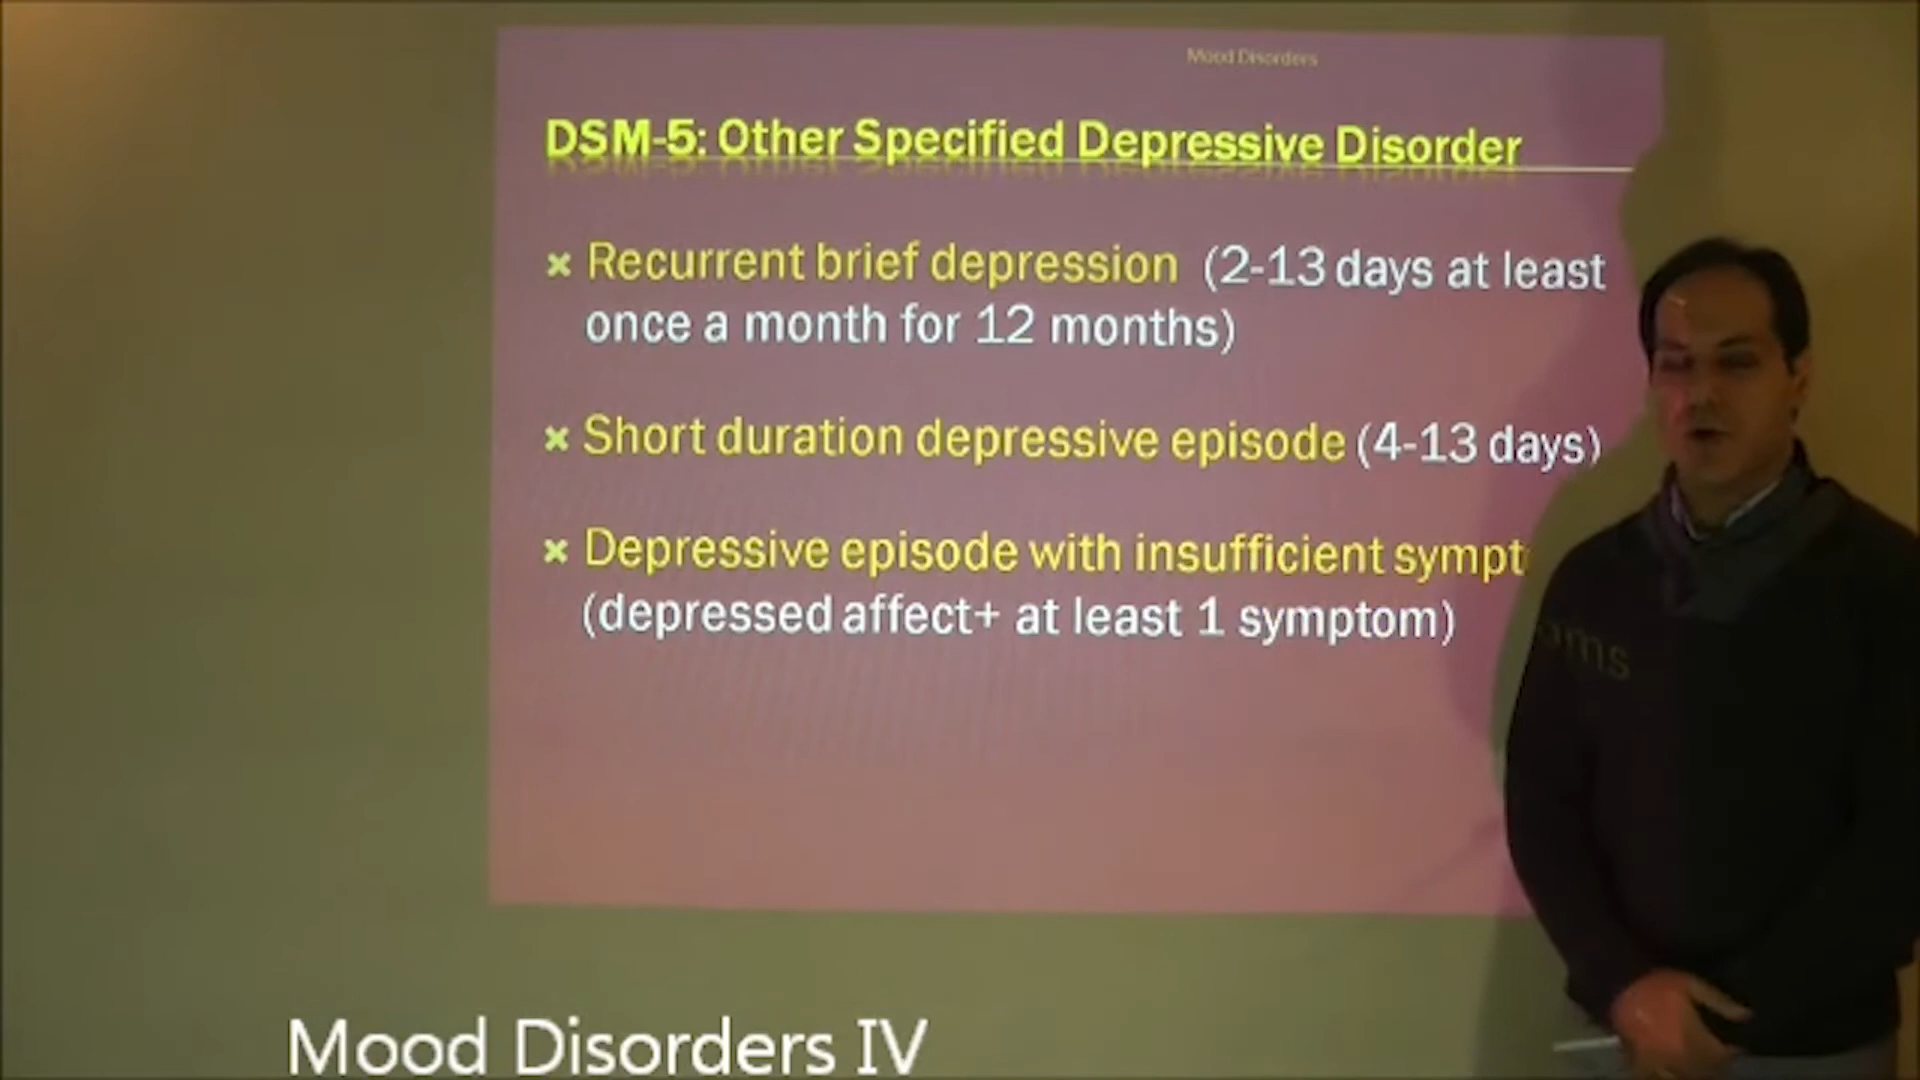 Mood Disorders
DSM-5: Other Specified Depressive Disorder
× Recurrent brief depression (2-13 days at least
once a month for 12 months)
× Short duration depressive episode (4-13 days)
× Depressive episode with insufficient symptoms
(depressed affect+ at least 1 symptom)
Mood Disorders IV